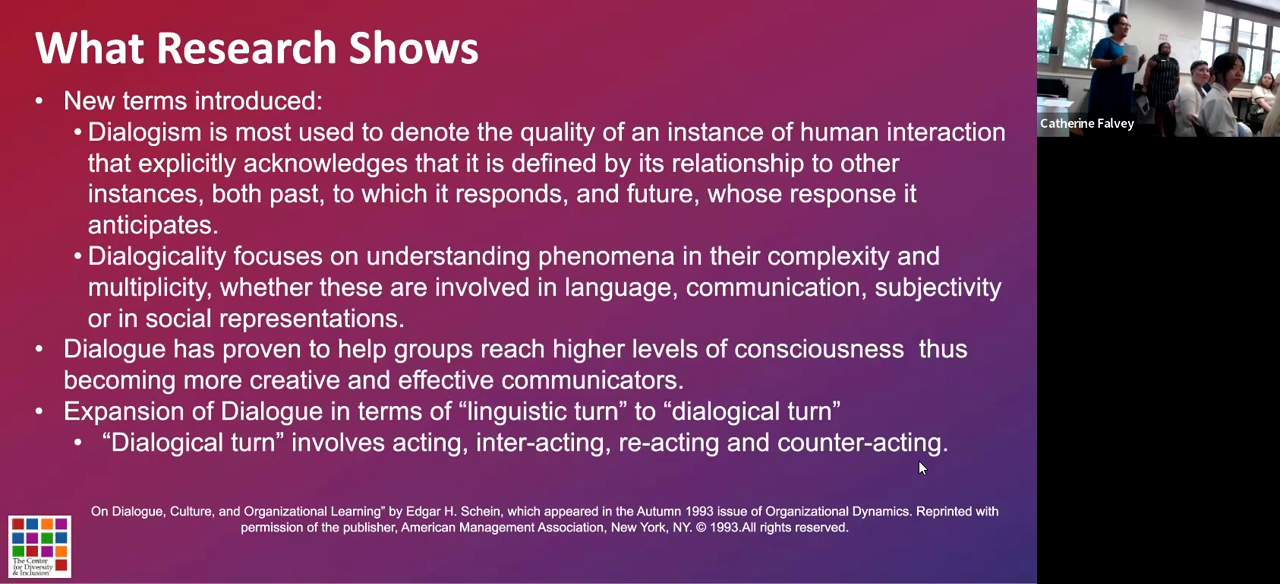 What Research Shows
• New terms introduced:
• Dialogism is most used to denote the quality of an instance of human interaction
that explicitly acknowledges that it is defined by its relationship to other
instances, both past, to which it responds, and future, whose response it
anticipates.
• Dialogicality focuses on understanding phenomena in their complexity and
multiplicity, whether these are involved in language, communication, subjectivity
or in social representations.
• Dialogue has proven to help groups reach higher levels of consciousness  thus
becoming more creative and effective communicators.
• Expansion of Dialogue in terms of “linguistic turn” to “dialogical turn”
• “Dialogical turn” involves acting, inter-acting, re-acting and counter-acting.
On Dialogue, Culture, and Organizational Learning” by Edgar H. Schein, which appeared in the Autumn 1993 issue of Organizational Dynamics. Reprinted with
permission of the publisher, American Management Association, New York, NY. © 1993.All rights reserved.
The Center
for Diversity
& Inclusion
Catherine Falvey